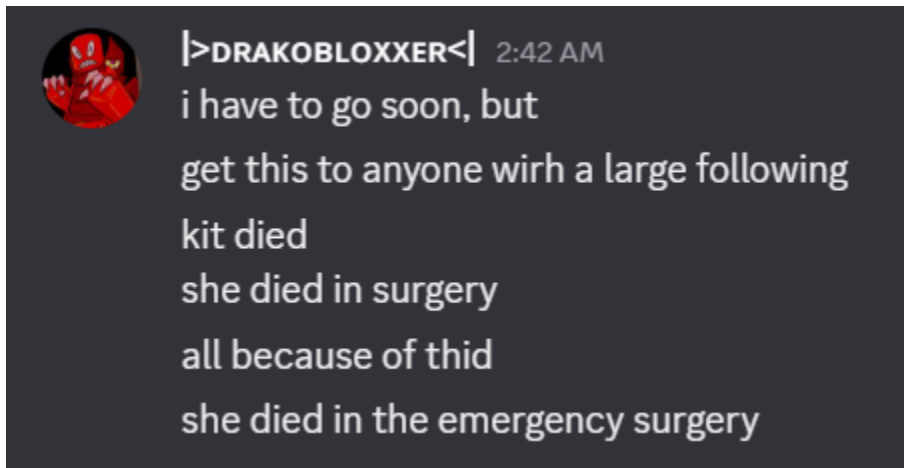 |>DRAKOBLOXXER<| 2:42 AM
i have to go soon, but
get this to anyone wirh a large following
kit died
she died in surgery
all because of thid
she died in the emergency surgery